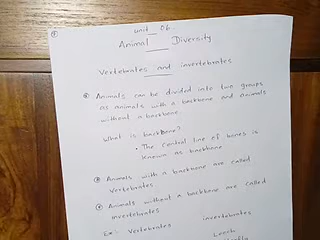 unit 06.
Animal Diversity
Vertebrates and invertebrates
Animals can be divided into two groups
as animals with a backbone and animals
without a backbone
What is backbone?
• The central line of bones is
known as backbone
Animals with a backbone are called
Vertebrates
Animals without a backbone are called
invertebrates
Ex: Vertebrates invertebrates
Leech